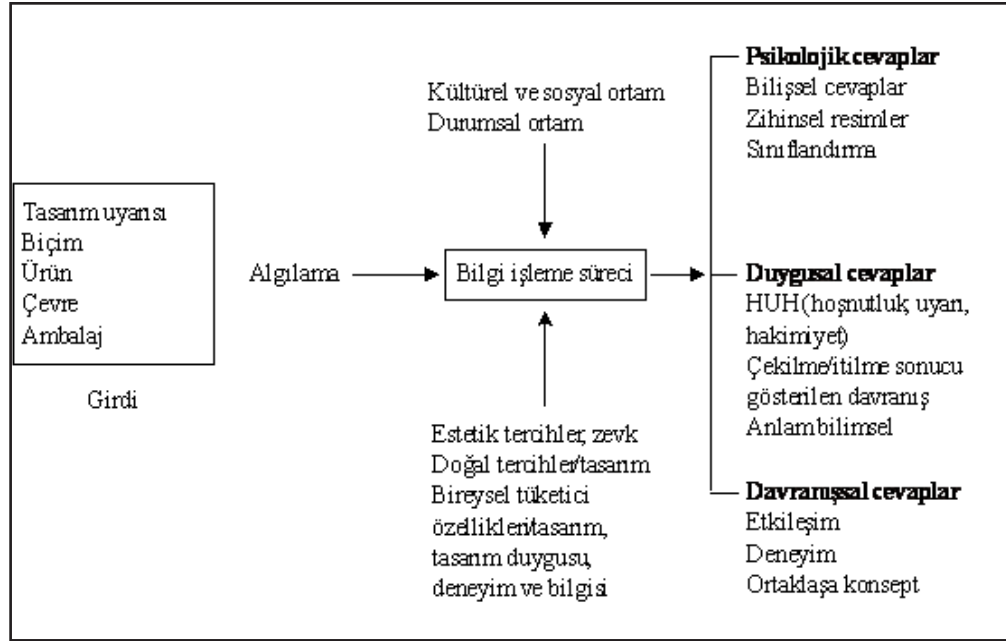 Tasarım uyarısı
Biçim
Ürün
Çevre
Ambalaj
Girdi
Algılama
Kültürel ve sosyal ortam
Durumsal ortam
Bilgi işleme süreci
Estetik tercihler, zevk
Doğal tercihler/tasarım
Bireysel tüketici
özellikleri/tasarım,
tasarım duygusu,
deneyim ve bilgisi
Psikolojik cevaplar
Bilişsel cevaplar
Zihinsel resimler
Sınıflandırma
Duygusal cevaplar
HUH (hoşnutluk, uyarı,
hakimiyet)
Çekilme/itilme sonucu
gösterilen davranış
Anlam bilimsel
Davranışsal cevaplar
Etkileşim
Deneyim
Ortaklaşa konsept